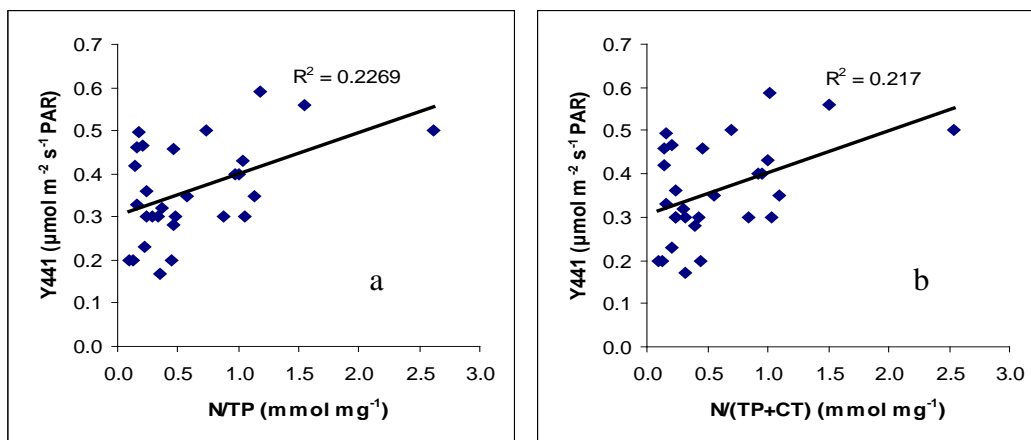 Y441 (µmol m⁻² s⁻¹ PAR)
0.7
0.6
0.5
0.4
0.3
0.2
0.1
0.0
R² = 0.2269
a
0.0 0.5 1.0 1.5 2.0 2.5 3.0
N/TP (mmol mg⁻¹)
Y441 (µmol m⁻² s⁻¹ PAR)
0.7
0.6
0.5
0.4
0.3
0.2
0.1
0.0
R² = 0.217
b
0.0 0.5 1.0 1.5 2.0 2.5 3.0
N/(TP+CT) (mmol mg⁻¹)